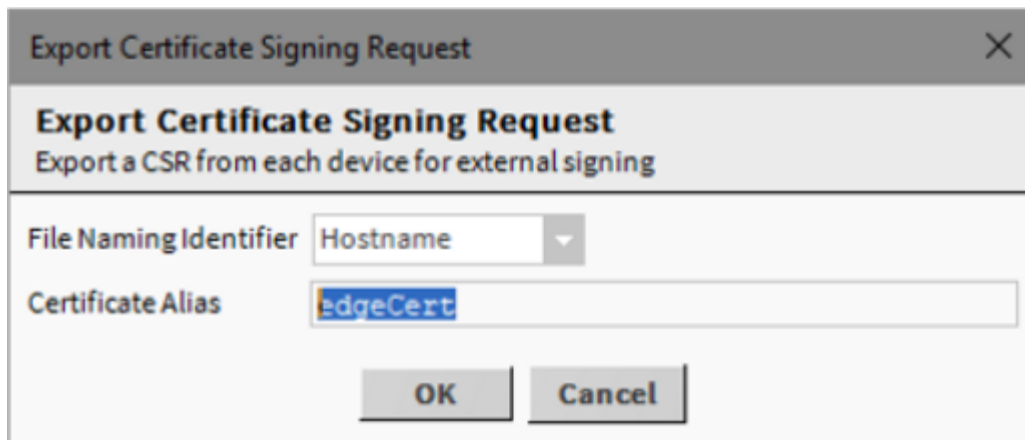 Export Certificate Signing Request
Export Certificate Signing Request
Export a CSR from each device for external signing
File Naming Identifier Hostname
Certificate Alias edgeCert
OK Cancel